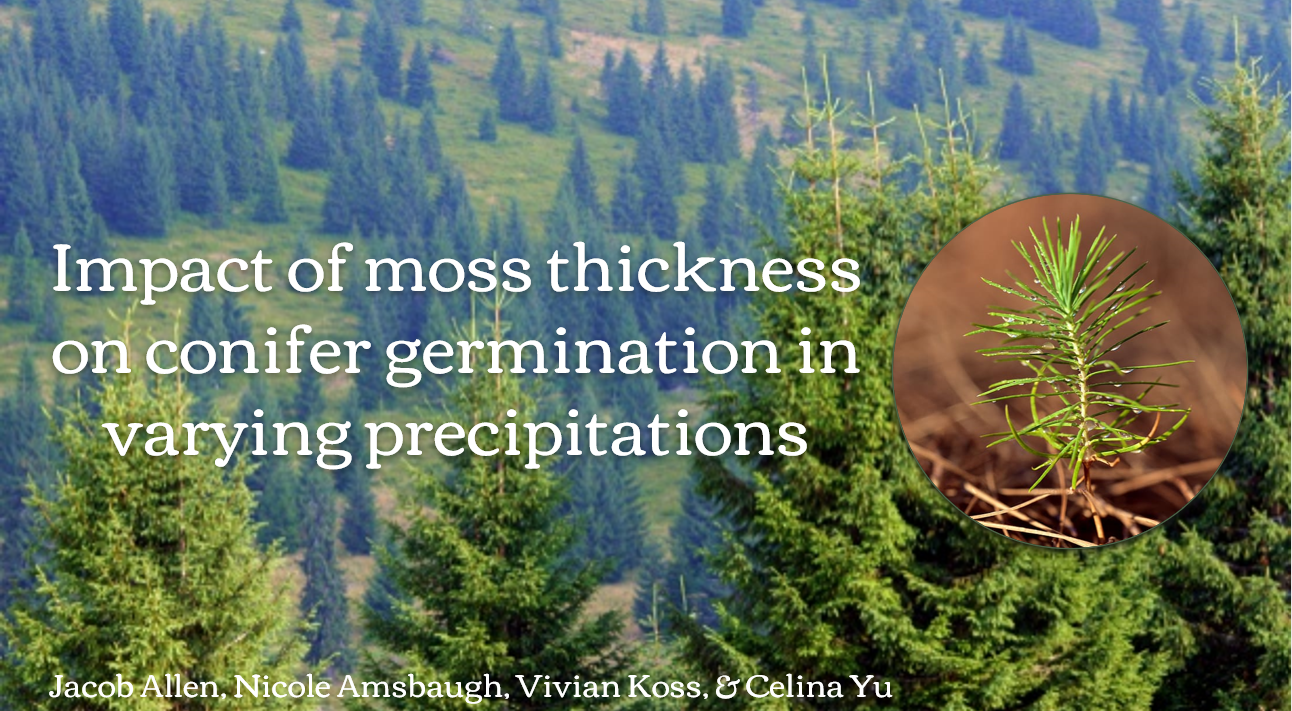 Impact of moss thickness
on conifer germination in
varying precipitations
Jacob Allen, Nicole Amsbaugh, Vivian Koss, & Celina Yu